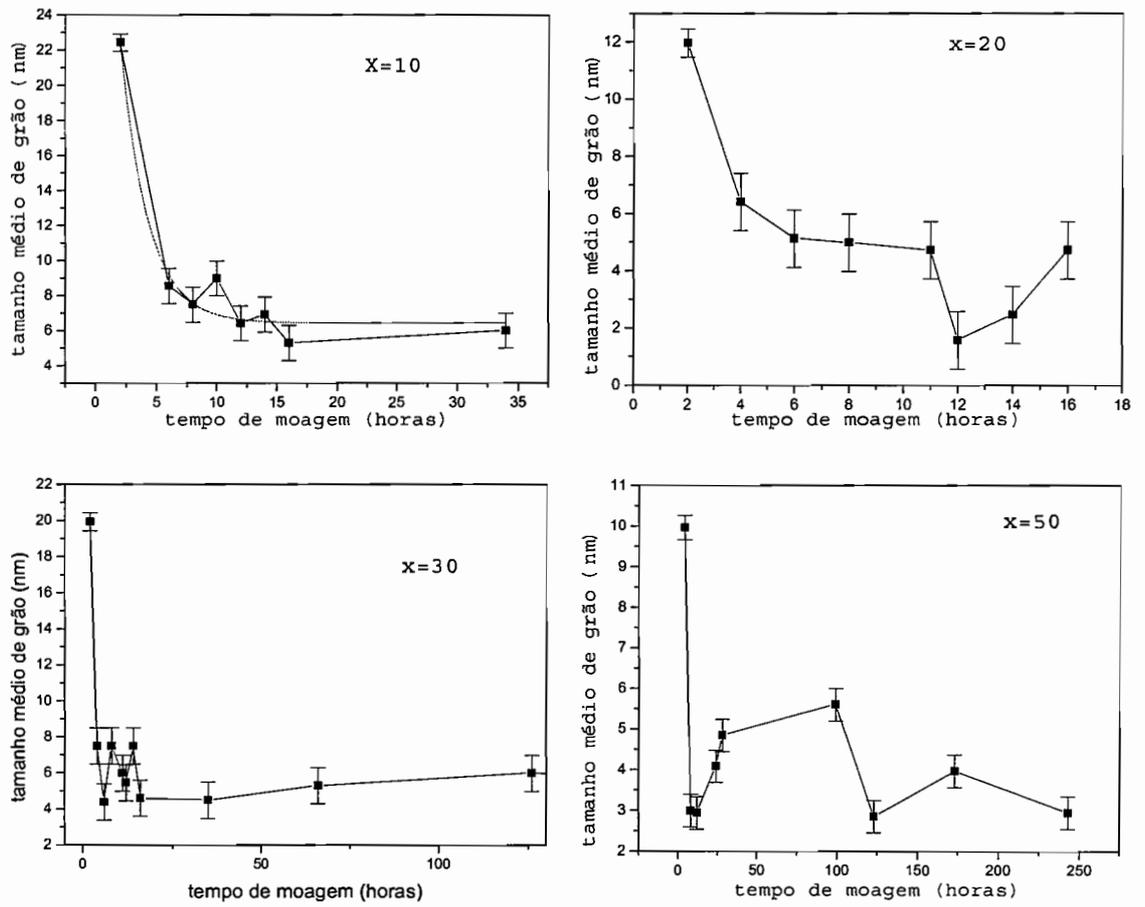 24
22
20
18
16
14
12
10
8
6
4
tamanho médio de grão ( nm)
X=10
0 5 10 15 20 25 30 35
tempo de moagem (horas)
12
10
8
6
4
2
0
tamanho médio de grão ( nm)
x=20
0 2 4 6 8 10 12 14 16 18
tempo de moagem (horas)
22
20
18
16
14
12
10
8
6
4
2
tamanho médio de grão (nm)
x=30
0 50 100
tempo de moagem (horas)
11
10
9
8
7
6
5
4
3
2
tamanho médio de grão ( nm)
x=50
0 50 100 150 200 250
tempo de moagem (horas)